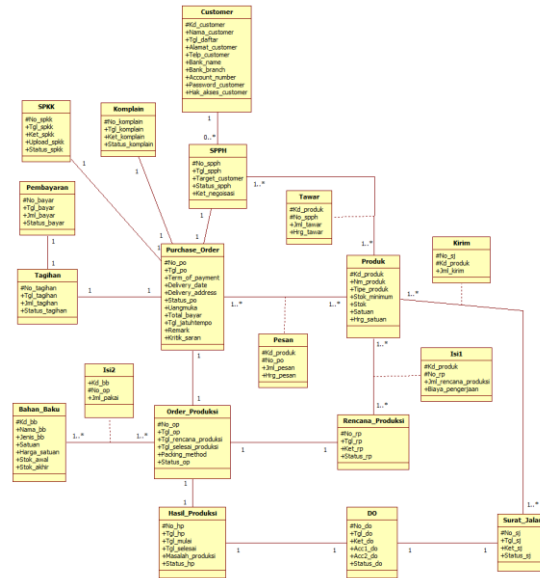 Customer
#Kd_customer
+Nama_customer
+Tgl_daftar
+Alamat_customer
+Telp_customer
+Bank_name
+Bank_branch
+Account_number
+Password_customer
+Hak_akses_customer
1
0..*
SPKK
#No_spkk
+Tgl_spkk
+Ket_spkk
+Upload_spkk
+Status_spkk
1
Komplain
#No_komplain
+Tgl_komplain
+Ket_komplain
+Status_komplain
1
SPPH
#No_spph
+Tgl_spph
+Target_customer
+Status_spph
+Ket_negoisasi
1..*
1
Pembayaran
#No_bayar
+Tgl_bayar
+Jml_bayar
+Status_bayar
1
1
Tawar
#Kd_produk
#No_spph
+Jml_tawar
+Hrg_tawar
1..*
Kirim
#No_sj
#Kd_produk
+Jml_kirim
Tagihan
#No_tagihan
+Tgl_tagihan
+Jml_tagihan
+Status_tagihan
1
1
1
1
1
Purchase_Order
#No_po
+Tgl_po
+Term_of_payment
+Delivery_date
+Delivery_address
+Status_po
+Uangmuka
+Total_bayar
+Tgl_jatuhtempo
+Remark
+Kritik_saran
1..*
1
Produk
#Kd_produk
+Nm_produk
+Tipe_produk
+Stok_minimum
+Stok
+Satuan
+Hrg_satuan
1..*
1..*
1..*
Pesan
#Kd_produk
#No_po
+Jml_pesan
+Hrg_pesan
Isi1
#Kd_produk
#No_rp
+Jml_rencana_produksi
+Biaya_pengerjaan
Isi2
+Kd_bb
+No_op
+Jml_pakai
Bahan_Baku
#Kd_bb
+Nama_bb
+Jenis_bb
+Satuan
+Harga_satuan
+Stok_awal
+Stok_akhir
1..*
1..*
1
Order_Produksi
#No_op
+Tgl_op
+Tgl_rencana_produksi
+Tgl_selesai_produksi
+Packing_method
+Status_op
1
1
1..*
1
Rencana_Produksi
#No_rp
+Tgl_rp
+Ket_rp
+Status_rp
1
Hasil_Produksi
#No_hp
+Tgl_hp
+Tgl_mulai
+Tgl_selesai
+Masalah_produksi
+Status_hp
1
1
DO
#No_do
+Tgl_do
+Ket_do
+Acc1_do
+Acc2_do
+Status_do
1
1
1..*
Surat_Jalan
#No_sj
+Tgl_sj
+Ket_sj
+Status_sj